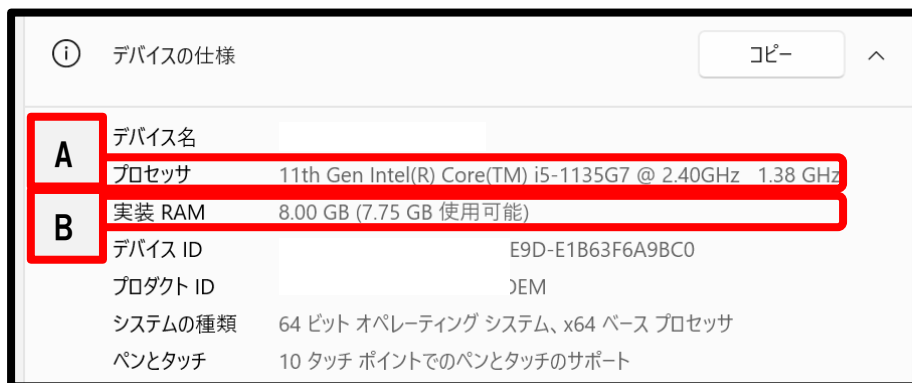 デバイスの仕様
コピー
A
B
デバイス名
プロセッサ 11th Gen Intel(R) Core(TM) i5-1135G7 @ 2.40GHz 1.38 GHz
実装 RAM 8.00 GB (7.75 GB 使用可能)
デバイス ID E9D-E1B63F6A9BC0
プロダクト ID OEM
システムの種類 64 ビット オペレーティング システム、x64 ベース プロセッサ
ペンとタッチ 10 タッチ ポイントでのペンとタッチのサポート